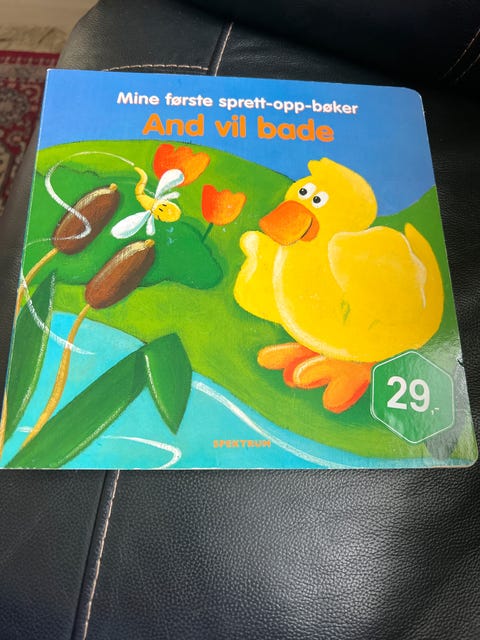 Mine første sprett-opp-bøker
And vil bade
29,-
SPEKTRUM